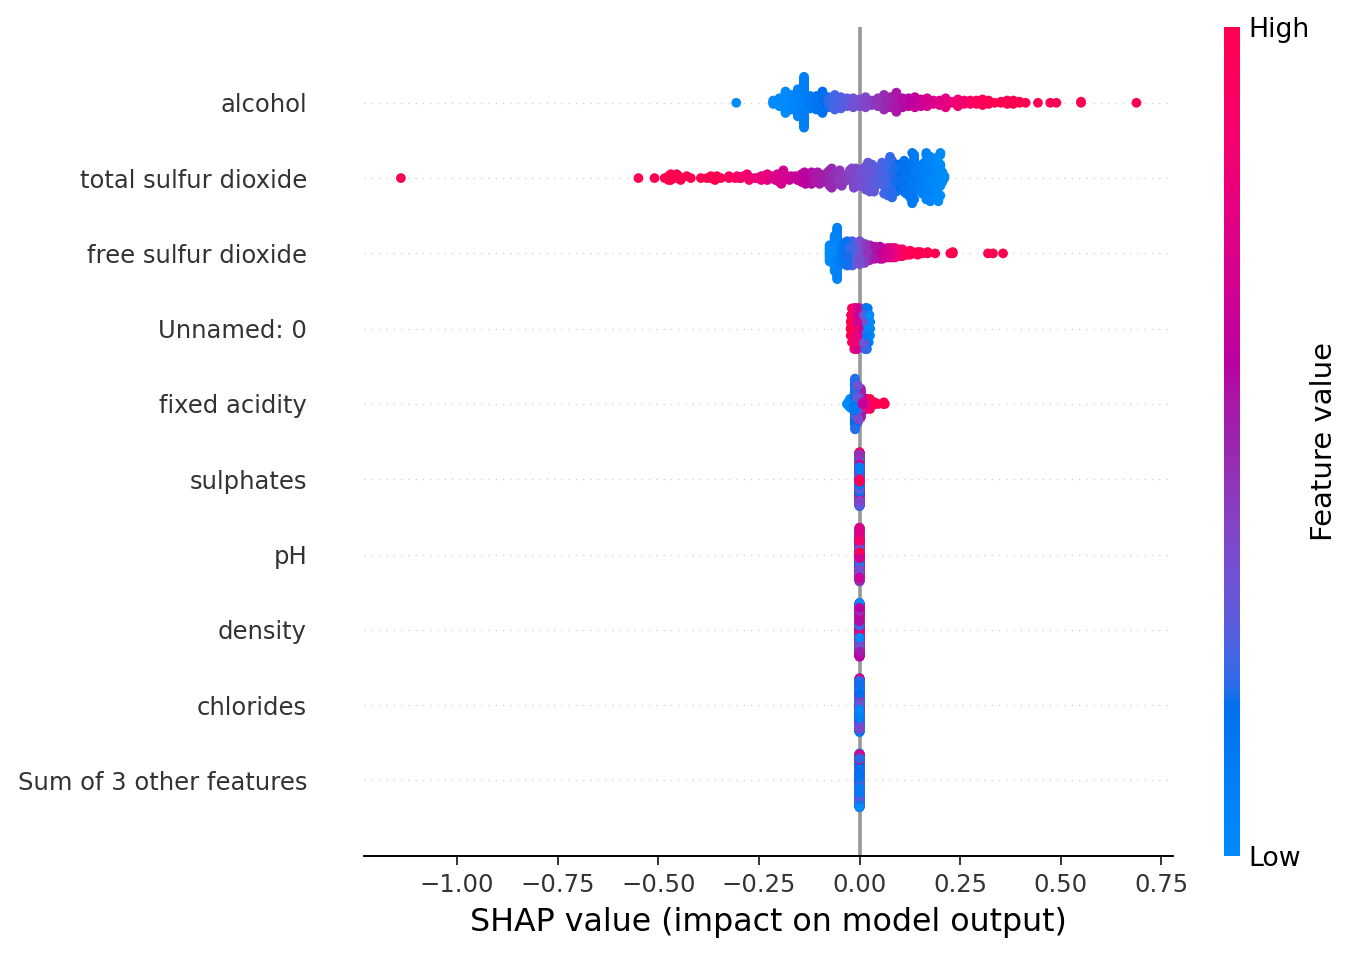 High
alcohol
total sulfur dioxide
free sulfur dioxide
Unnamed: 0
fixed acidity
sulphates
pH
density
chlorides
Sum of 3 other features
Feature value
Low
−1.00 −0.75 −0.50 −0.25 0.00 0.25 0.50 0.75
SHAP value (impact on model output)